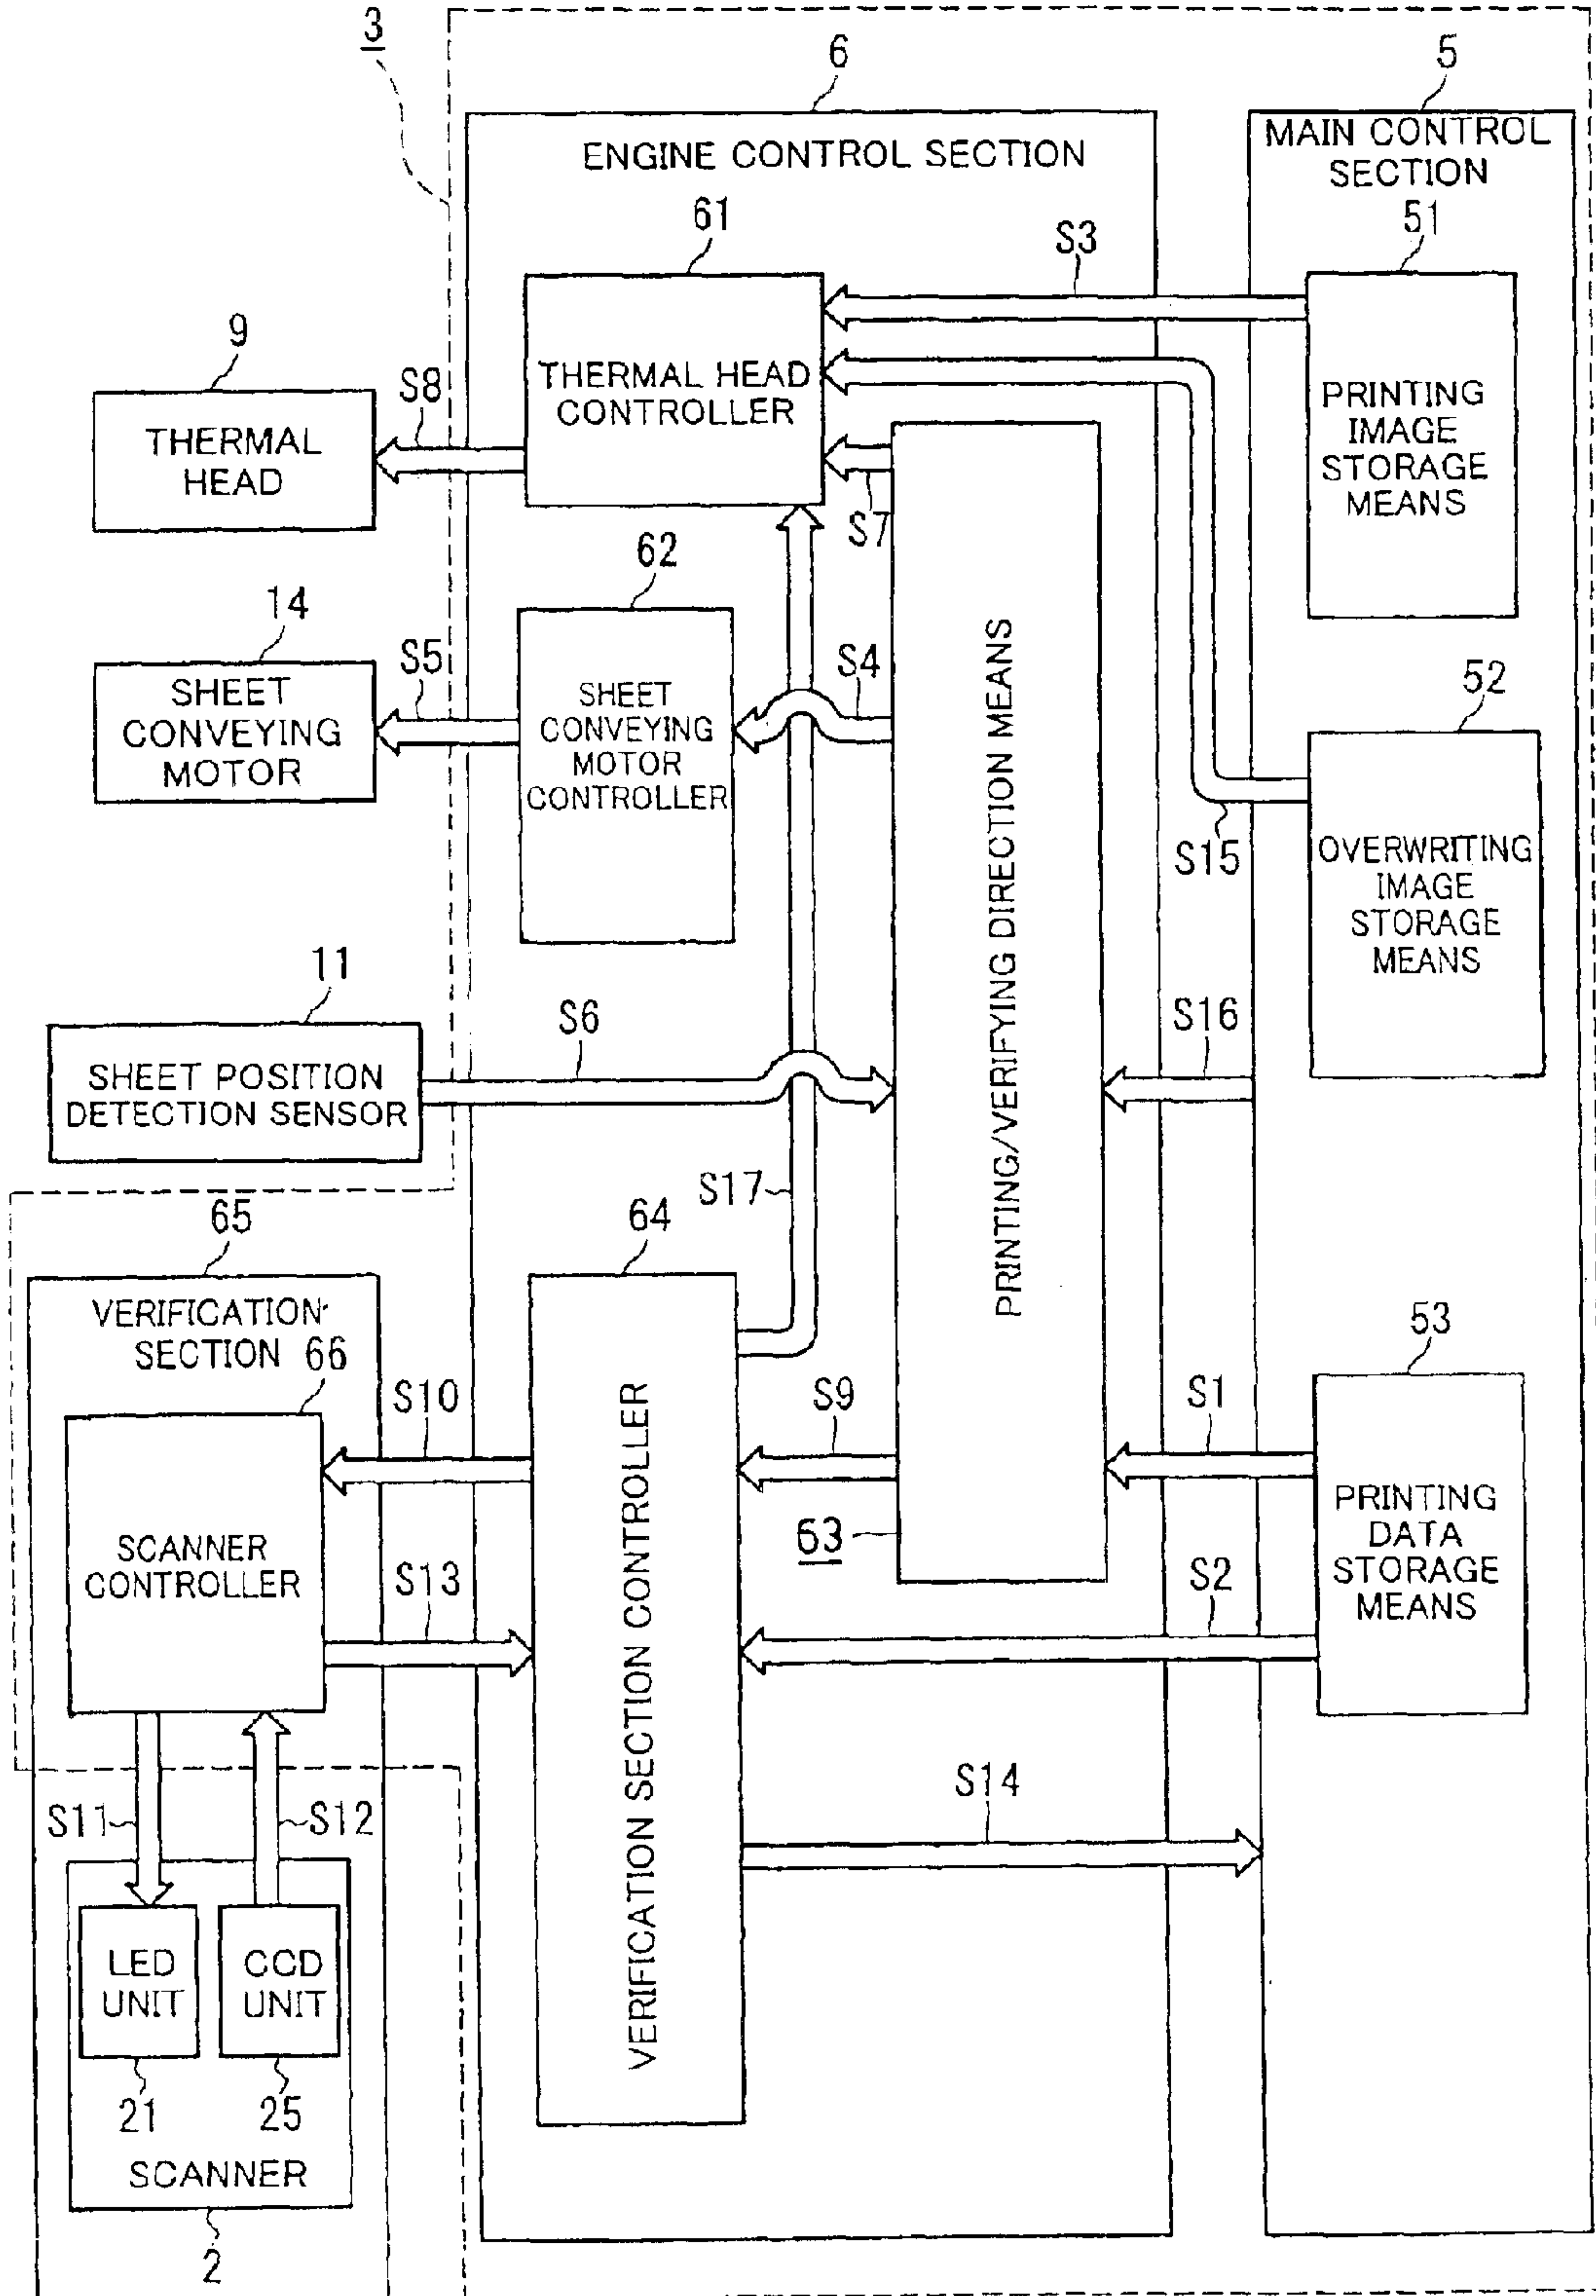 3
6
5
ENGINE CONTROL SECTION
MAIN CONTROL
SECTION
61
S3
51
9
S8
THERMAL HEAD
CONTROLLER
PRINTING
IMAGE
STORAGE
MEANS
THERMAL
HEAD
S7
62
14
S5
S4
52
SHEET
CONVEYING
MOTOR
SHEET
CONVEYING
MOTOR
CONTROLLER
PRINTING/VERIFYING DIRECTION MEANS
S15
OVERWRITING
IMAGE
STORAGE
MEANS
11
S6
S16
SHEET POSITION
DETECTION SENSOR
S17
65
64
VERIFICATION
SECTION
66
53
S10
S9
S1
SCANNER
CONTROLLER
VERIFICATION SECTION CONTROLLER
63
PRINTING
DATA
STORAGE
MEANS
S13
S2
S11
S12
S14
LED
UNIT
CCD
UNIT
21
25
SCANNER
2